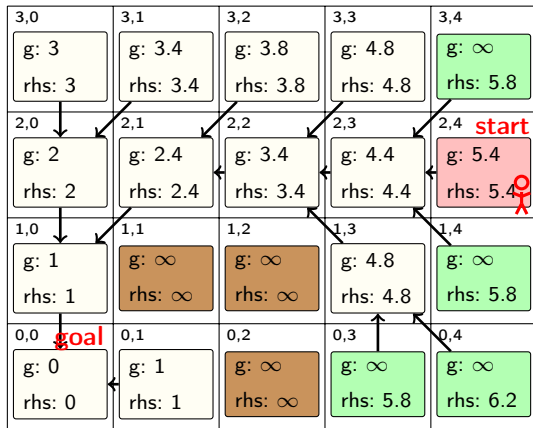 3,0 3,1 3,2 3,3 3,4
g: 3 g: 3.4 g: 3.8 g: 4.8 g: ∞
rhs: 3 rhs: 3.4 rhs: 3.8 rhs: 4.8 rhs: 5.8
2,0 2,1 2,2 2,3 2,4 start
g: 2 g: 2.4 g: 3.4 g: 4.4 g: 5.4
rhs: 2 rhs: 2.4 rhs: 3.4 rhs: 4.4 rhs: 5.4
1,0 1,1 1,2 1,3 1,4
g: 1 g: ∞ g: ∞ g: 4.8 g: ∞
rhs: 1 rhs: ∞ rhs: ∞ rhs: 4.8 rhs: 5.8
0,0 goal 0,1 0,2 0,3 0,4
g: 0 g: 1 g: ∞ g: ∞ g: ∞
rhs: 0 rhs: 1 rhs: ∞ rhs: 5.8 rhs: 6.2